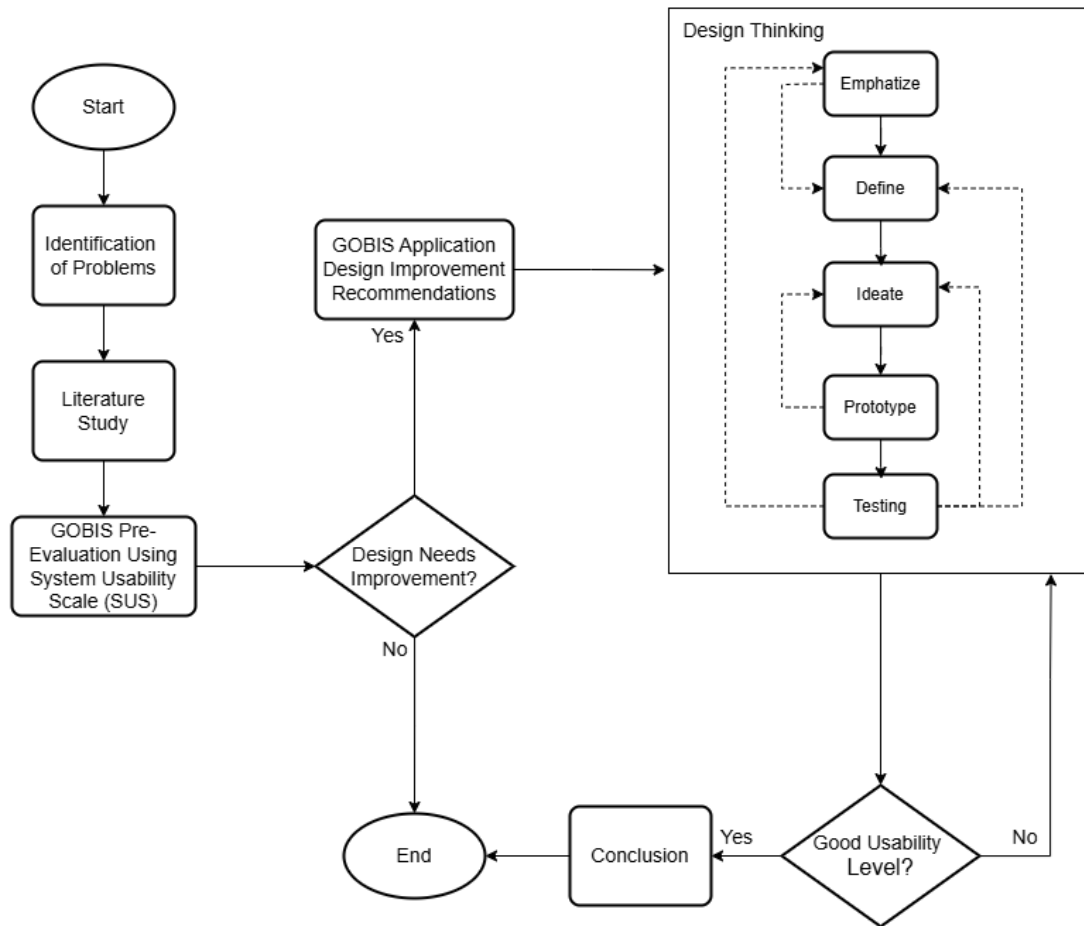 Start
Identification
of Problems
Literature
Study
GOBIS Pre-
Evaluation Using
System Usability
Scale (SUS)
Design Needs
Improvement?
Yes
No
GOBIS Application
Design Improvement
Recommendations
Design Thinking
Emphatize
Define
Ideate
Prototype
Testing
Good Usability
Level?
No
Yes
Conclusion
End